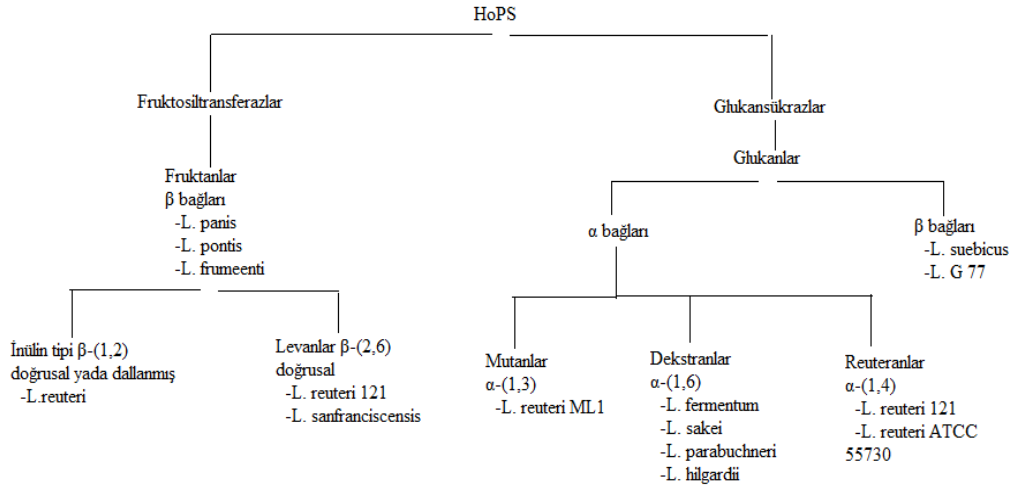 HoPS
Fruktosiltransferazlar
Glukansükrazlar
Glukanlar
Fruktanlar
β bağları
-L. panis
-L. pontis
-L. frumeenti
α bağları
β bağları
-L. suebicus
-L. G 77
İnülin tipi β-(1,2)
doğrusal yada dallanmış
-L.reuteri
Levanlar β-(2,6)
doğrusal
-L. reuteri 121
-L. sanfranciscensis
Mutanlar
α-(1,3)
-L. reuteri ML1
Dekstranlar
α-(1,6)
-L. fermentum
-L. sakei
-L. parabuchneri
-L. hilgardii
Reuteranlar
α-(1,4)
-L. reuteri 121
-L. reuteri ATCC
55730